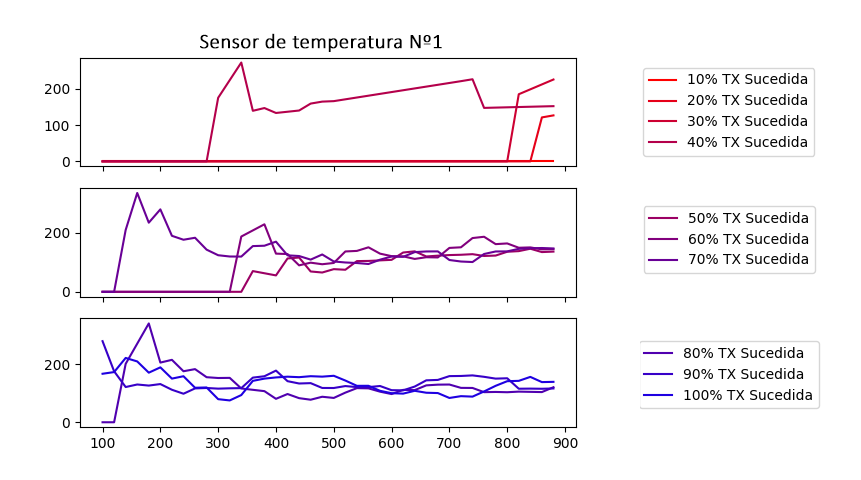 Sensor de temperatura Nº1
200
100
0
10% TX Sucedida
20% TX Sucedida
30% TX Sucedida
40% TX Sucedida
200
0
50% TX Sucedida
60% TX Sucedida
70% TX Sucedida
200
0
80% TX Sucedida
90% TX Sucedida
100% TX Sucedida
100 200 300 400 500 600 700 800 900